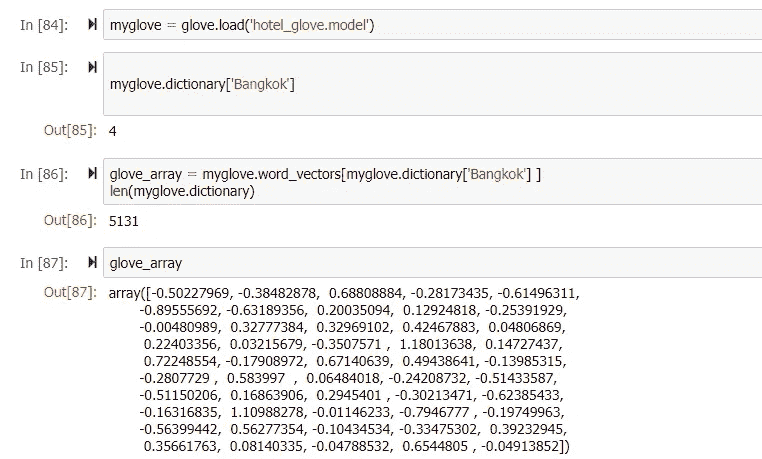 In [84]: myglove = glove.load('hotel_glove.model')
In [85]:
myglove.dictionary['Bangkok']
Out[85]: 4
In [86]: glove_array = myglove.word_vectors[myglove.dictionary['Bangkok'] ]
len(myglove.dictionary)
Out[86]: 5131
In [87]: glove_array
Out[87]: array([-0.50227969, -0.38482878,  0.68808884, -0.28173435, -0.61496311,
-0.89555692, -0.63189356,  0.20035094,  0.12924818, -0.25391929,
-0.00480989,  0.32777384,  0.32969102,  0.42467883,  0.04806869,
0.22403356,  0.03215679, -0.3507571 ,  1.18013638,  0.14727437,
0.72248554, -0.17908972,  0.67140639,  0.49438641, -0.13985315,
-0.2807729 ,  0.583997  ,  0.06484018, -0.24208732, -0.51433587,
-0.51150206,  0.16863906,  0.2945401 , -0.30213471, -0.62385433,
-0.16316835,  1.10988278, -0.01146233, -0.7946777 , -0.19749963,
-0.56399442,  0.56277354, -0.10434534, -0.33475302,  0.39232945,
0.35661763,  0.08140335, -0.04788532,  0.6544805 , -0.04913852])